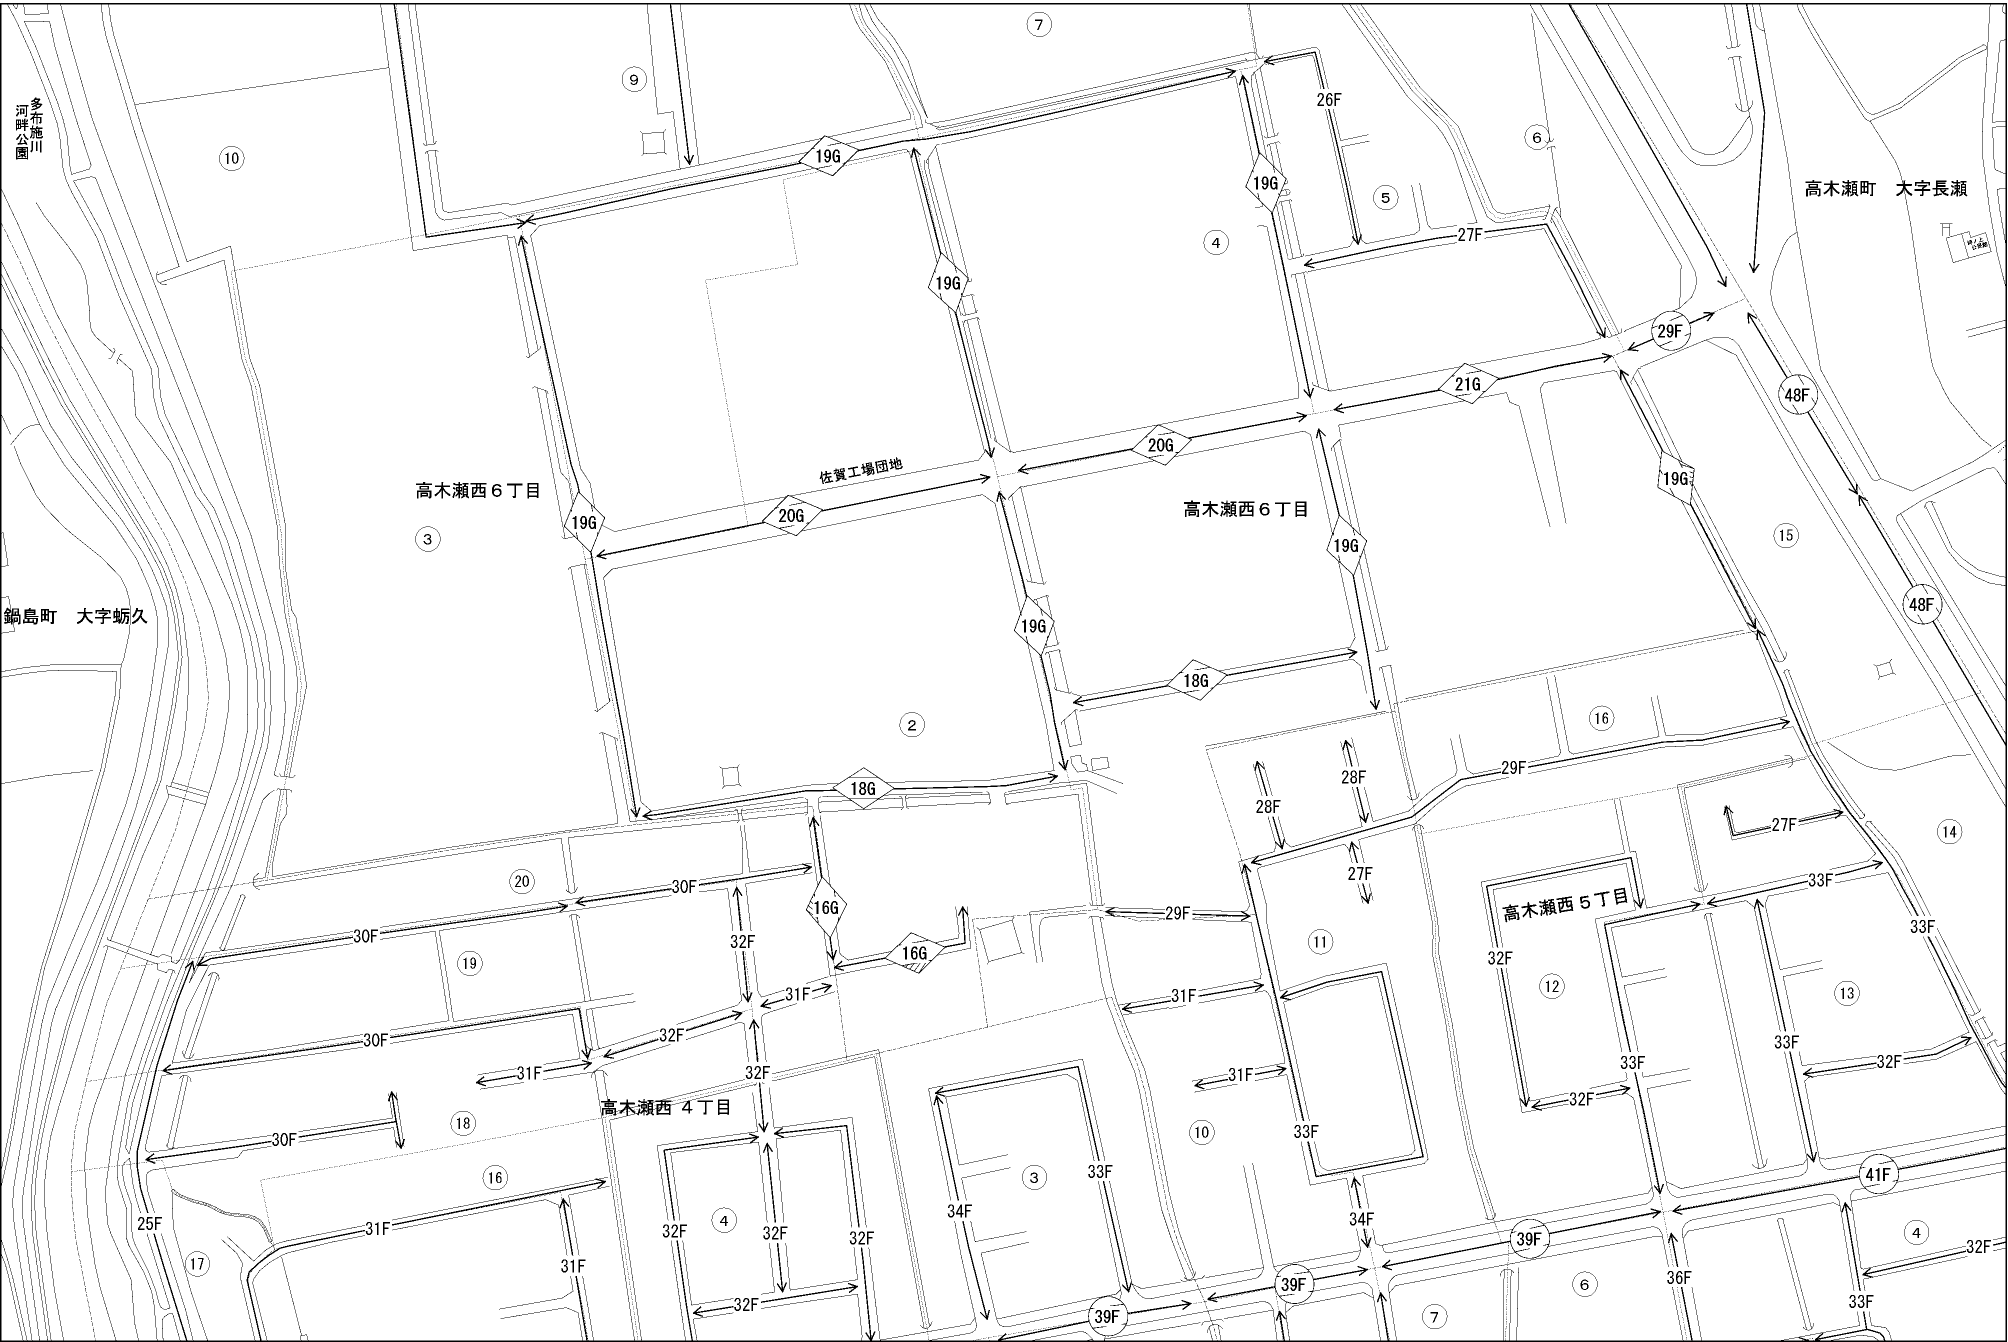 ⑦
⑨
26F
多布施川
河畔公園
⑥
19G
⑩
19G
高木瀬町　大字長瀬
⑤
27F
④
19G
29F
21G
48F
20G
佐賀工場団地
19G
高木瀬西６丁目
高木瀬西６丁目
20G
19G
③
19G
⑮
48F
鍋島町　大字蛎久
19G
18G
⑯
②
29F
28F
28F
18G
27F
⑭
27F
⑳
30F
33F
16G
高木瀬西５丁目
29F
33F
30F
32F
⑪
16G
32F
⑲
⑫
⑬
31F
31F
32F
30F
33F
33F
32F
31F
32F
31F
高木瀬西 ４丁目
32F
⑱
30F
⑩
33F
33F
③
⑯
41F
25F
31F
④
34F
34F
32F
32F
32F
39F
④
32F
⑰
31F
36F
39F
⑥
32F
33F
39F
⑦